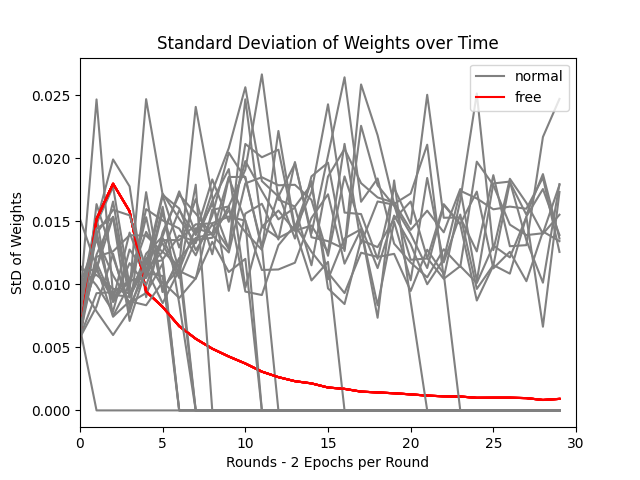 Standard Deviation of Weights over Time
normal
free
StD of Weights
0.025
0.020
0.015
0.010
0.005
0.000
0
5
10
15
20
25
30
Rounds - 2 Epochs per Round